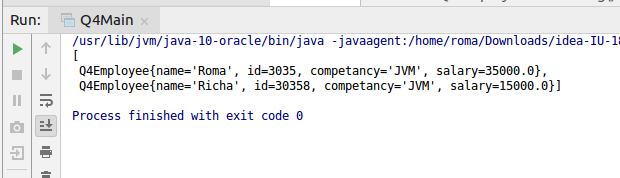 Run: Q4Main ×
/usr/lib/jvm/java-10-oracle/bin/java -javaagent:/home/roma/Downloads/idea-IU-18
[
Q4Employee{name='Roma', id=3035, competancy='JVM', salary=35000.0},
Q4Employee{name='Richa', id=30358, competancy='JVM', salary=15000.0}]
Process finished with exit code 0